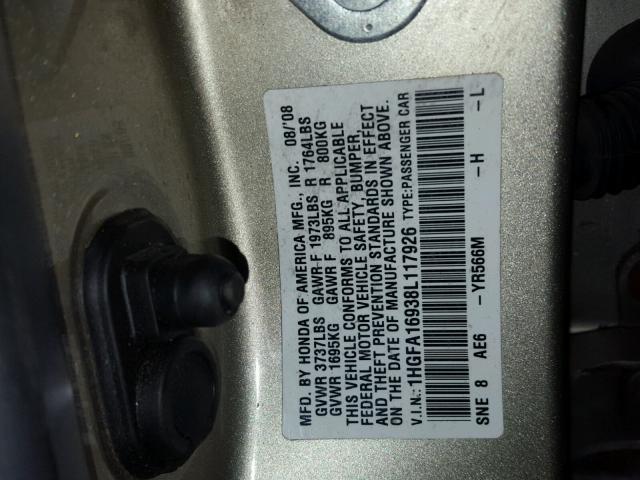 MFD. BY HONDA OF AMERICA MFG., INC. 08/'08
GVWR 3737LBS GAWR-F 1973LBS R 1764LBS
GVWR 1695KG GAWR F 895KG R 800KG
THIS VEHICLE CONFORMS TO ALL APPLICABLE
FEDERAL MOTOR VEHICLE SAFETY, BUMPER,
AND THEFT PREVENTION STANDARDS IN EFFECT
ON THE DATE OF MANUFACTURE SHOWN ABOVE.
V.I.N.: 1HGFA16938L117926 TYPE:PASSENGER CAR
SNE 8 AE6 -YR566M -H -L